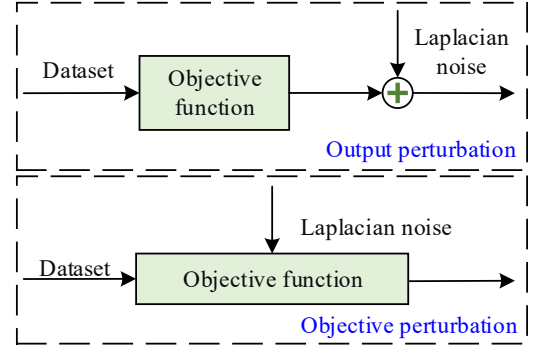 Laplacian
noise
Dataset
Objective
function
Output perturbation
Laplacian noise
Dataset
Objective function
Objective perturbation